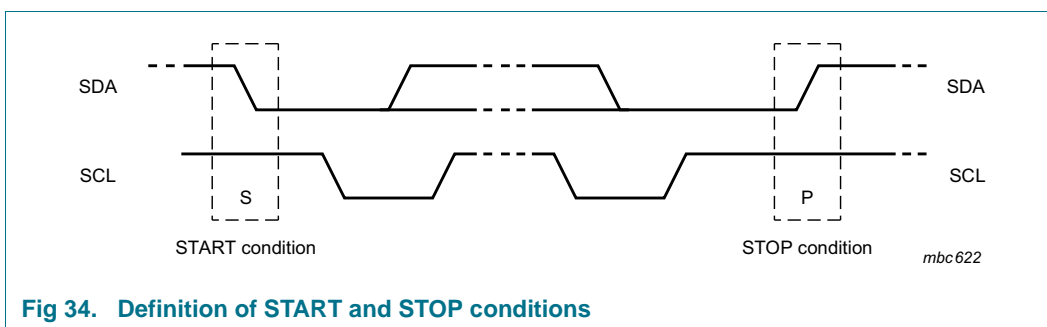 SDA
SDA
SCL
SCL
S
P
START condition
STOP condition
mbc622
Fig 34. Definition of START and STOP conditions